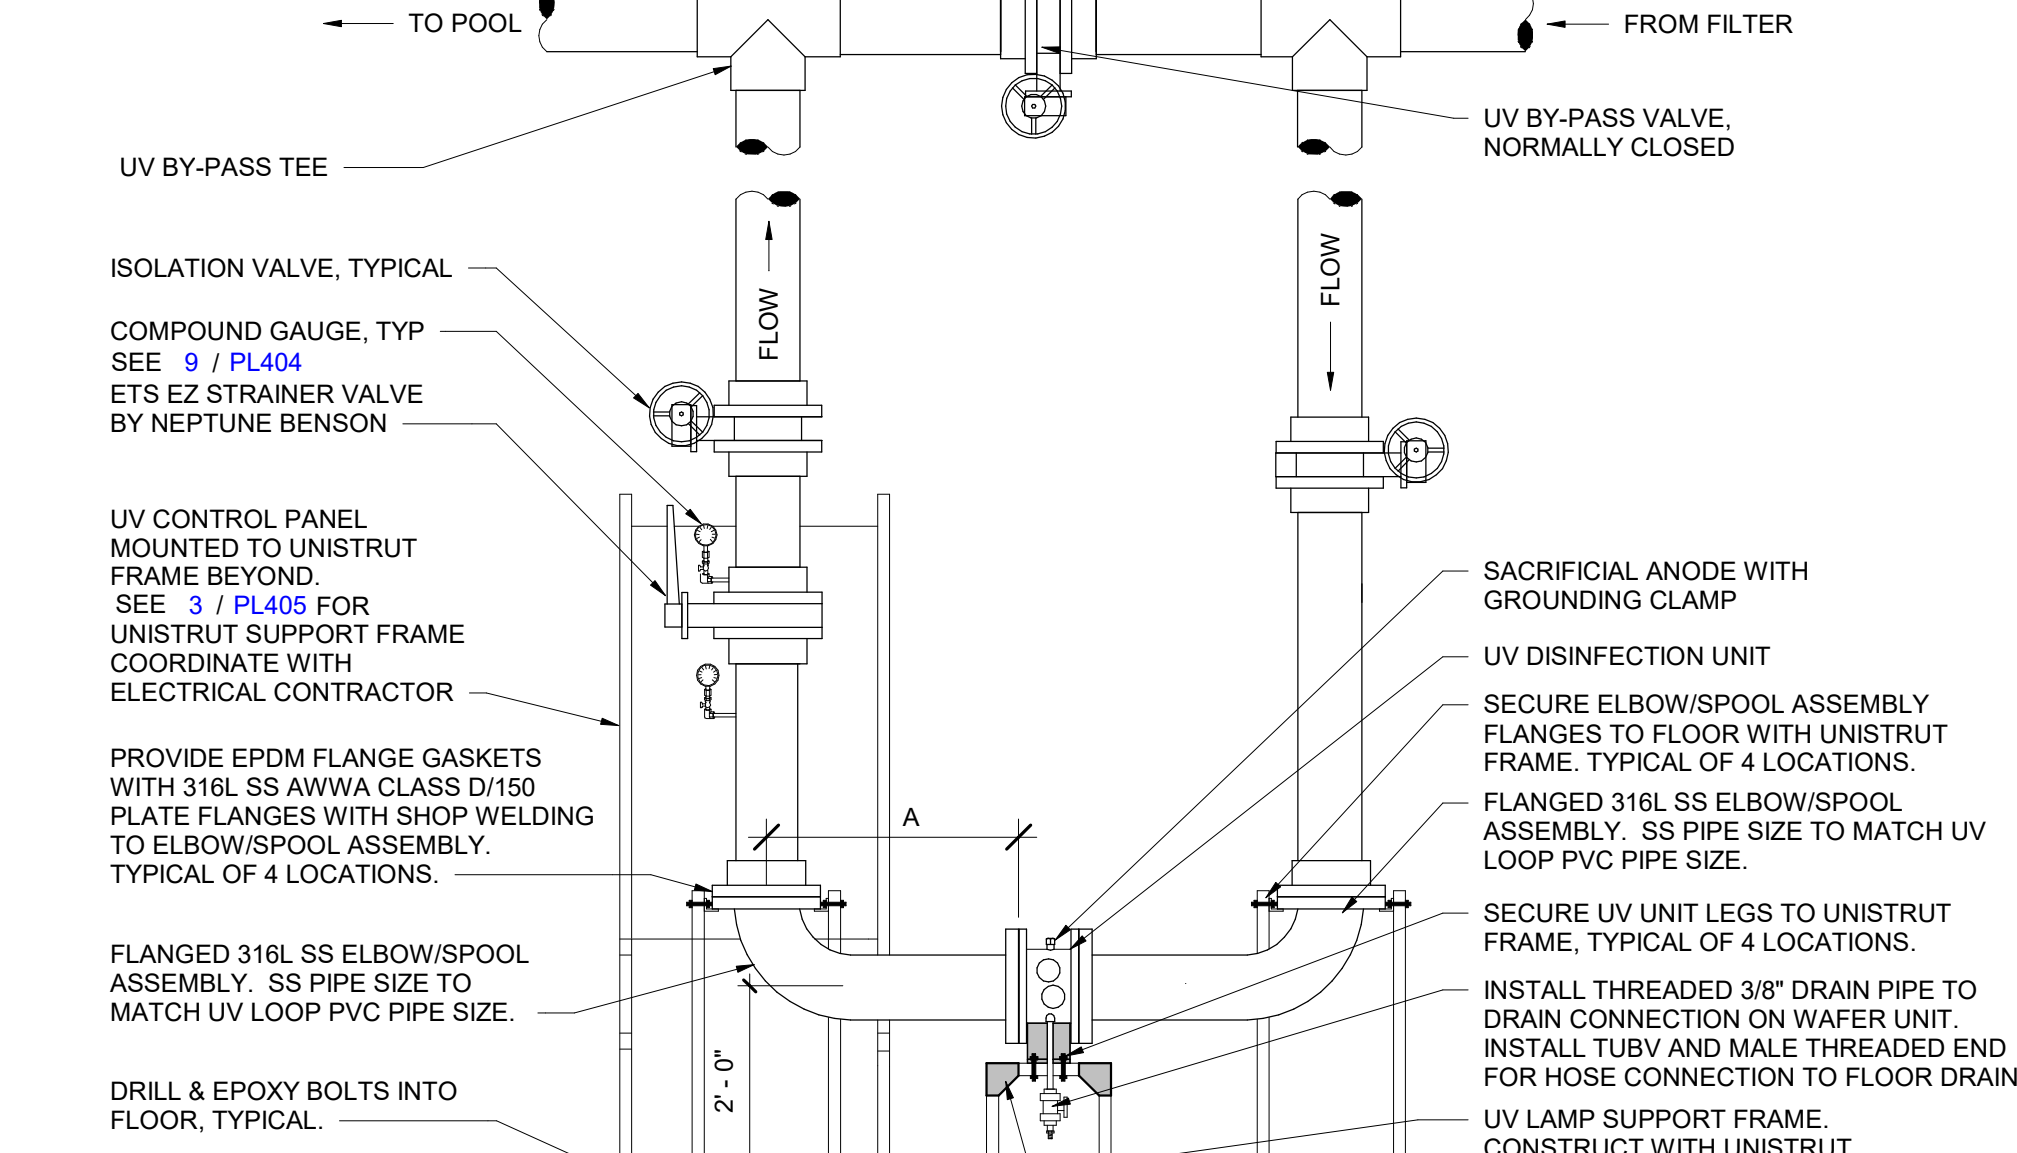 TO POOL
FROM FILTER
UV BY-PASS VALVE,
NORMALLY CLOSED
UV BY-PASS TEE
ISOLATION VALVE, TYPICAL
COMPOUND GAUGE, TYP
SEE 9 / PL404
ETS EZ STRAINER VALVE
BY NEPTUNE BENSON
FLOW
FLOW
UV CONTROL PANEL
MOUNTED TO UNISTRUT
FRAME BEYOND.
SEE 3 / PL405 FOR
UNISTRUT SUPPORT FRAME
COORDINATE WITH
ELECTRICAL CONTRACTOR
PROVIDE EPDM FLANGE GASKETS
WITH 316L SS AWWA CLASS D/150
PLATE FLANGES WITH SHOP WELDING
TO ELBOW/SPOOL ASSEMBLY.
TYPICAL OF 4 LOCATIONS.
FLANGED 316L SS ELBOW/SPOOL
ASSEMBLY. SS PIPE SIZE TO
MATCH UV LOOP PVC PIPE SIZE.
DRILL & EPOXY BOLTS INTO
FLOOR, TYPICAL.
A
2' - 0"
SACRIFICIAL ANODE WITH
GROUNDING CLAMP
UV DISINFECTION UNIT
SECURE ELBOW/SPOOL ASSEMBLY
FLANGES TO FLOOR WITH UNISTRUT
FRAME. TYPICAL OF 4 LOCATIONS.
FLANGED 316L SS ELBOW/SPOOL
ASSEMBLY. SS PIPE SIZE TO MATCH UV
LOOP PVC PIPE SIZE.
SECURE UV UNIT LEGS TO UNISTRUT
FRAME, TYPICAL OF 4 LOCATIONS.
INSTALL THREADED 3/8" DRAIN PIPE TO
DRAIN CONNECTION ON WAFER UNIT.
INSTALL TUBV AND MALE THREADED END
FOR HOSE CONNECTION TO FLOOR DRAIN
UV LAMP SUPPORT FRAME.
CONSTRUCT WITH UNISTRUT